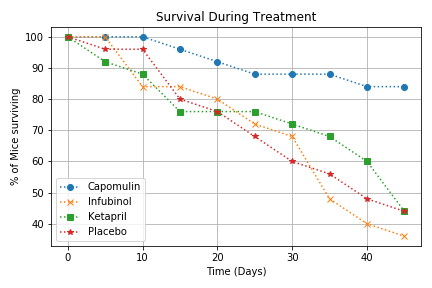 Survival During Treatment
% of Mice surviving
100
90
80
70
60
50
40
Capomulin
Infubinol
Ketapril
Placebo
0
10
20
30
40
Time (Days)